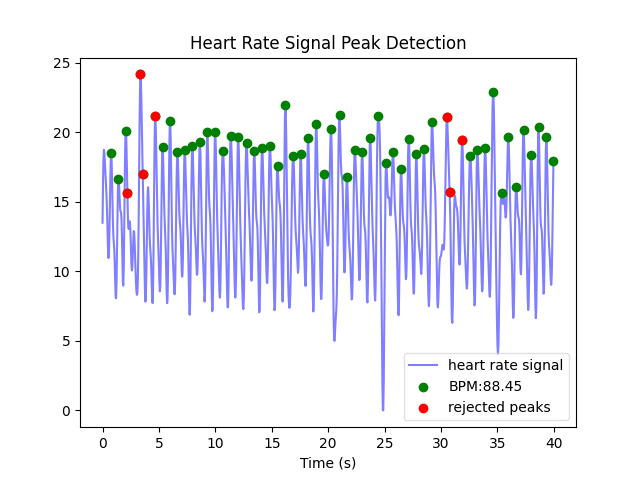 Heart Rate Signal Peak Detection
25
20
15
10
5
0
heart rate signal
BPM:88.45
rejected peaks
0 5 10 15 20 25 30 35 40
Time (s)